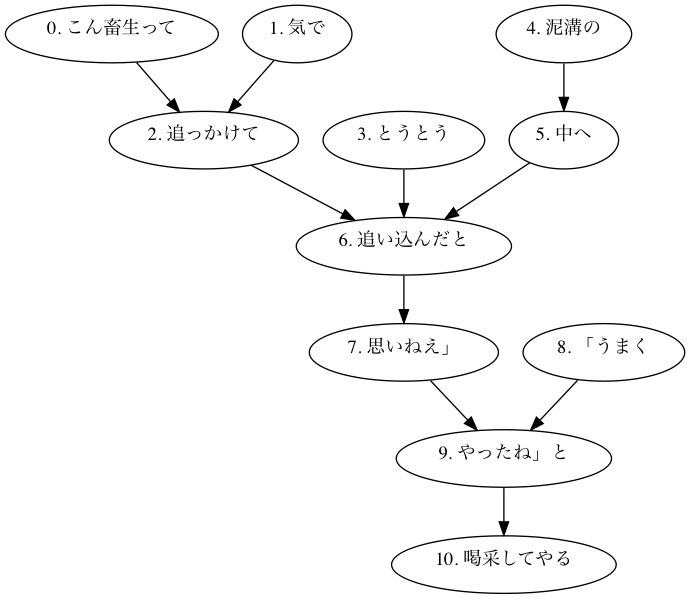 0. こん畜生って
1. 気で
4. 泥溝の
2. 追っかけて
3. とうとう
5. 中へ
6. 追い込んだと
7. 思いねえ」
8. 「うまく
9. やったね」と
10. 喝采してやる